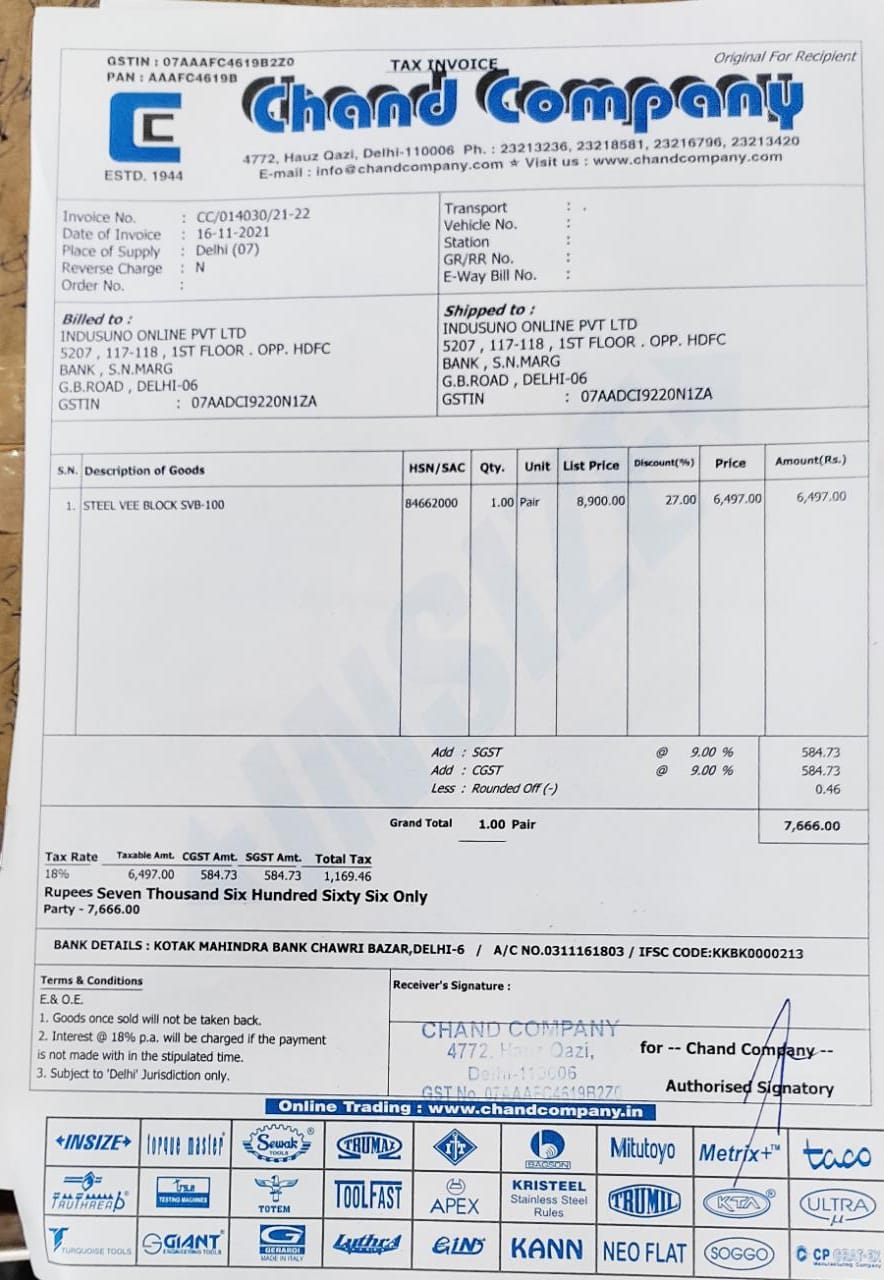 GSTIN : 07AAAFC4619B2Z0
PAN : AAAFC4619B
TAX INVOICE
Original For Recipient
Chand Company
ESTD. 1944
4772, Hauz Qazi, Delhi-110006 Ph. : 23213236, 23218581, 23216796, 23213420
E-mail : info@chandcompany.com ☆ Visit us : www.chandcompany.com
Invoice No. : CC/014030/21-22
Date of Invoice : 16-11-2021
Place of Supply : Delhi (07)
Reverse Charge : N
Order No. :
Transport : .
Vehicle No. :
Station :
GR/RR No. :
E-Way Bill No. :
Billed to :
INDUSUNO ONLINE PVT LTD
5207 , 117-118 , 1ST FLOOR . OPP. HDFC
BANK , S.N.MARG
G.B.ROAD , DELHI-06
GSTIN : 07AADCI9220N1ZA
Shipped to :
INDUSUNO ONLINE PVT LTD
5207 , 117-118 , 1ST FLOOR . OPP. HDFC
BANK , S.N.MARG
G.B.ROAD , DELHI-06
GSTIN : 07AADCI9220N1ZA
S.N. Description of Goods HSN/SAC Qty. Unit List Price Discount(%) Price Amount(Rs.)
1. STEEL VEE BLOCK SVB-100 84662000 1.00 Pair 8,900.00 27.00 6,497.00 6,497.00
INSIZE
Add : SGST @ 9.00 % 584.73
Add : CGST @ 9.00 % 584.73
Less : Rounded Off (-) 0.46
Grand Total 1.00 Pair 7,666.00
Tax Rate Taxable Amt. CGST Amt. SGST Amt. Total Tax
18% 6,497.00 584.73 584.73 1,169.46
Rupees Seven Thousand Six Hundred Sixty Six Only
Party - 7,666.00
BANK DETAILS : KOTAK MAHINDRA BANK CHAWRI BAZAR,DELHI-6 / A/C NO.0311161803 / IFSC CODE:KKBK0000213
Terms & Conditions
E.& O.E.
1. Goods once sold will not be taken back.
2. Interest @ 18% p.a. will be charged if the payment
is not made with in the stipulated time.
3. Subject to 'Delhi' Jurisdiction only.
Receiver's Signature :
CHAND COMPANY
4772, Hauz Qazi,
Delhi-110006
GST No. 07AAAFC4619B2Z0
for -- Chand Company --
Authorised Signatory
Online Trading : www.chandcompany.in
INSIZE torque master Sewak TOOLS TRUMAX FIT BAGSON Mitutoyo Metrix+™ taco
TRUTHREAD TESTING MACHINES TOTEM TOOLFAST APEX KRISTEEL Stainless Steel Rules TRUMIL KTA ULTRA µ
TURQUOISE TOOLS GIANT ENGINEERING TOOLS GERARDI MADE IN ITALY Luthra KANN NEO FLAT SOGGO CP